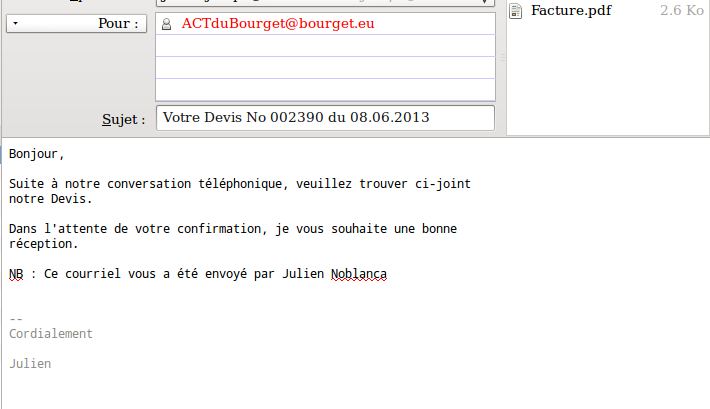 Pour :
ACTduBourget@bourget.eu
Facture.pdf
2.6 Ko
Sujet :
Votre Devis No 002390 du 08.06.2013
Bonjour,
Suite à notre conversation téléphonique, veuillez trouver ci-joint
notre Devis.
Dans l'attente de votre confirmation, je vous souhaite une bonne
réception.
NB : Ce courriel vous a été envoyé par Julien Noblanca
--
Cordialement
Julien